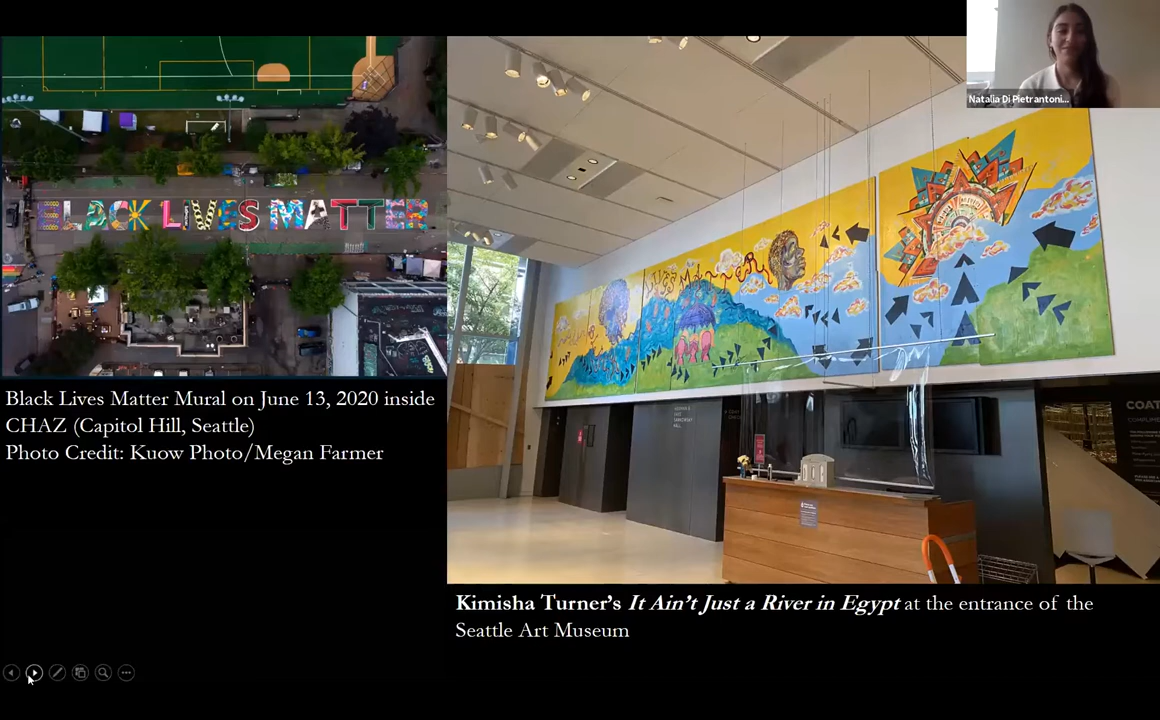 Natalia Di Pietrantoni...
BLACK LIVES MATTER
Black Lives Matter Mural on June 13, 2020 inside
CHAZ (Capitol Hill, Seattle)
Photo Credit: Kuow Photo/Megan Farmer
COAT
Kimisha Turner's It Ain't Just a River in Egypt at the entrance of the
Seattle Art Museum